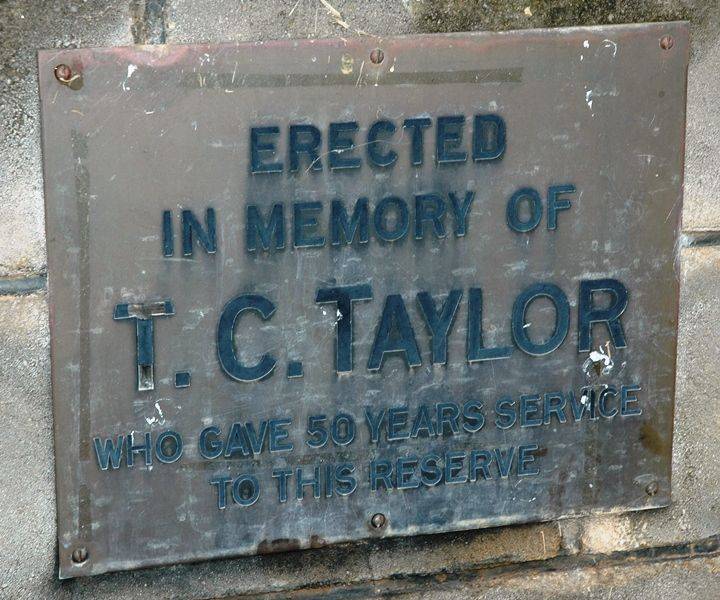 ERECTED
IN MEMORY OF
T. C. TAYLOR
WHO GAVE 50 YEARS SERVICE
TO THIS RESERVE